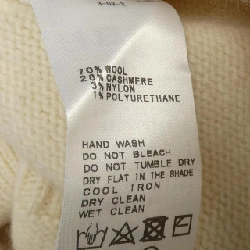 70% WOOL
20% CASHMERE
3% NYLON
1% POLYURETHANE
HAND WASH
DO NOT BLEACH
DO NOT TUMBLE DRY
DRY FLAT IN THE SHADE
COOL IRON
DRY CLEAN
WET CLEAN